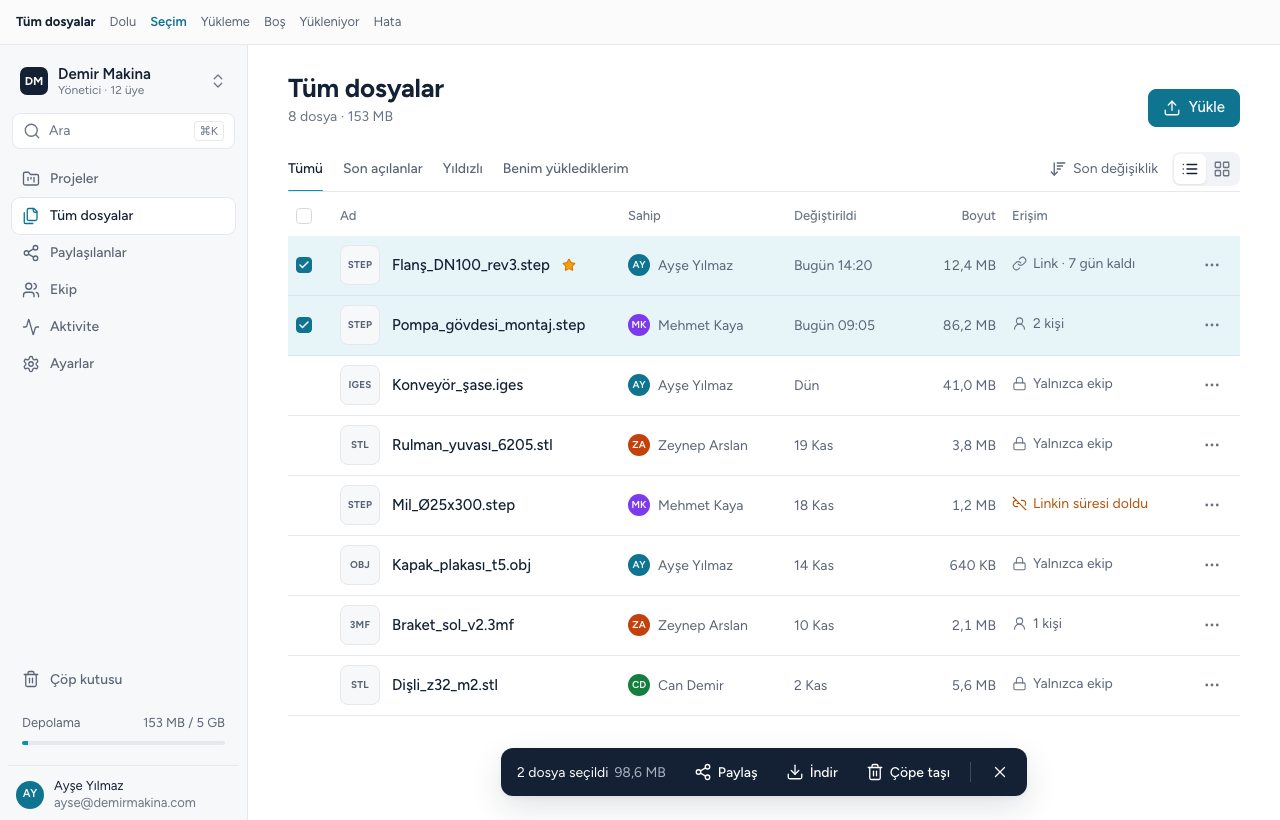 Tüm dosyalar Dolu Seçim Yükleme Boş Yükleniyor Hata
DM Demir Makina
Yönetici · 12 üye
Ara ⌘K
Projeler
Tüm dosyalar
Paylaşılanlar
Ekip
Aktivite
Ayarlar
Çöp kutusu
Depolama 153 MB / 5 GB
AY Ayşe Yılmaz
ayse@demirmakina.com
Tüm dosyalar
8 dosya · 153 MB
Yükle
Tümü Son açılanlar Yıldızlı Benim yüklediklerim Son değişiklik
Ad Sahip Değiştirildi Boyut Erişim
STEP Flanş_DN100_rev3.step AY Ayşe Yılmaz Bugün 14:20 12,4 MB Link · 7 gün kaldı
STEP Pompa_gövdesi_montaj.step MK Mehmet Kaya Bugün 09:05 86,2 MB 2 kişi
IGES Konveyör_şase.iges AY Ayşe Yılmaz Dün 41,0 MB Yalnızca ekip
STL Rulman_yuvası_6205.stl ZA Zeynep Arslan 19 Kas 3,8 MB Yalnızca ekip
STEP Mil_Ø25x300.step MK Mehmet Kaya 18 Kas 1,2 MB Linkin süresi doldu
OBJ Kapak_plakası_t5.obj AY Ayşe Yılmaz 14 Kas 640 KB Yalnızca ekip
3MF Braket_sol_v2.3mf ZA Zeynep Arslan 10 Kas 2,1 MB 1 kişi
STL Dişli_z32_m2.stl CD Can Demir 2 Kas 5,6 MB Yalnızca ekip
2 dosya seçildi 98,6 MB Paylaş İndir Çöpe taşı